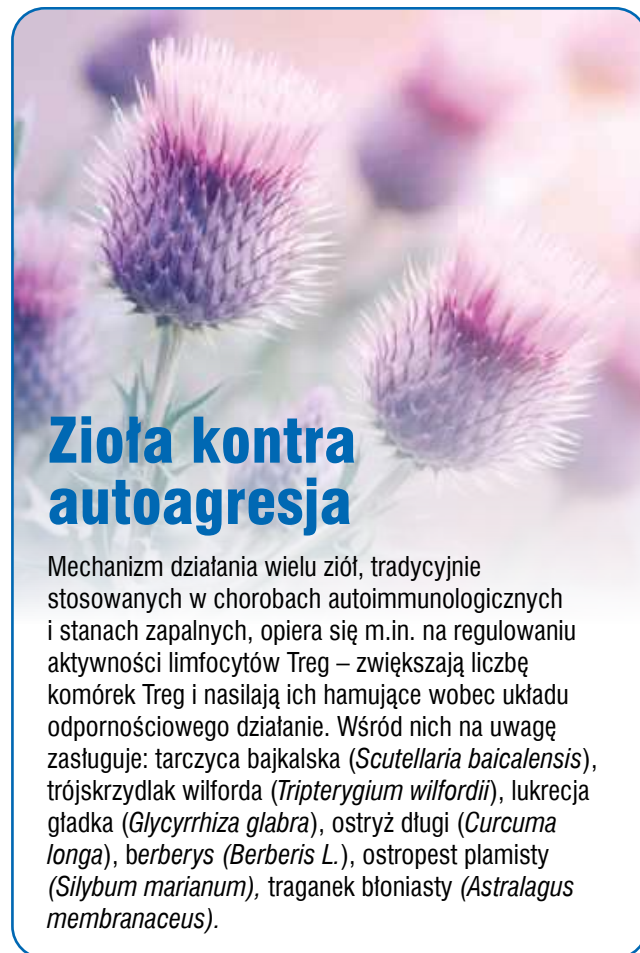 Zioła kontra
autoagresja
Mechanizm działania wielu ziół, tradycyjnie
stosowanych w chorobach autoimmunologicznych
i stanach zapalnych, opiera się m.in. na regulowaniu
aktywności limfocytów Treg – zwiększają liczbę
komórek Treg i nasilają ich hamujące wobec układu
odpornościowego działanie. Wśród nich na uwagę
zasługuje: tarczyca bajkalska (Scutellaria baicalensis),
trójskrzydlak wilforda (Tripterygium wilfordii), lukrecja
gładka (Glycyrrhiza glabra), ostryż długi (Curcuma
longa), berberys (Berberis L.), ostropest plamisty
(Silybum marianum), traganek błoniasty (Astralagus
membranaceus).